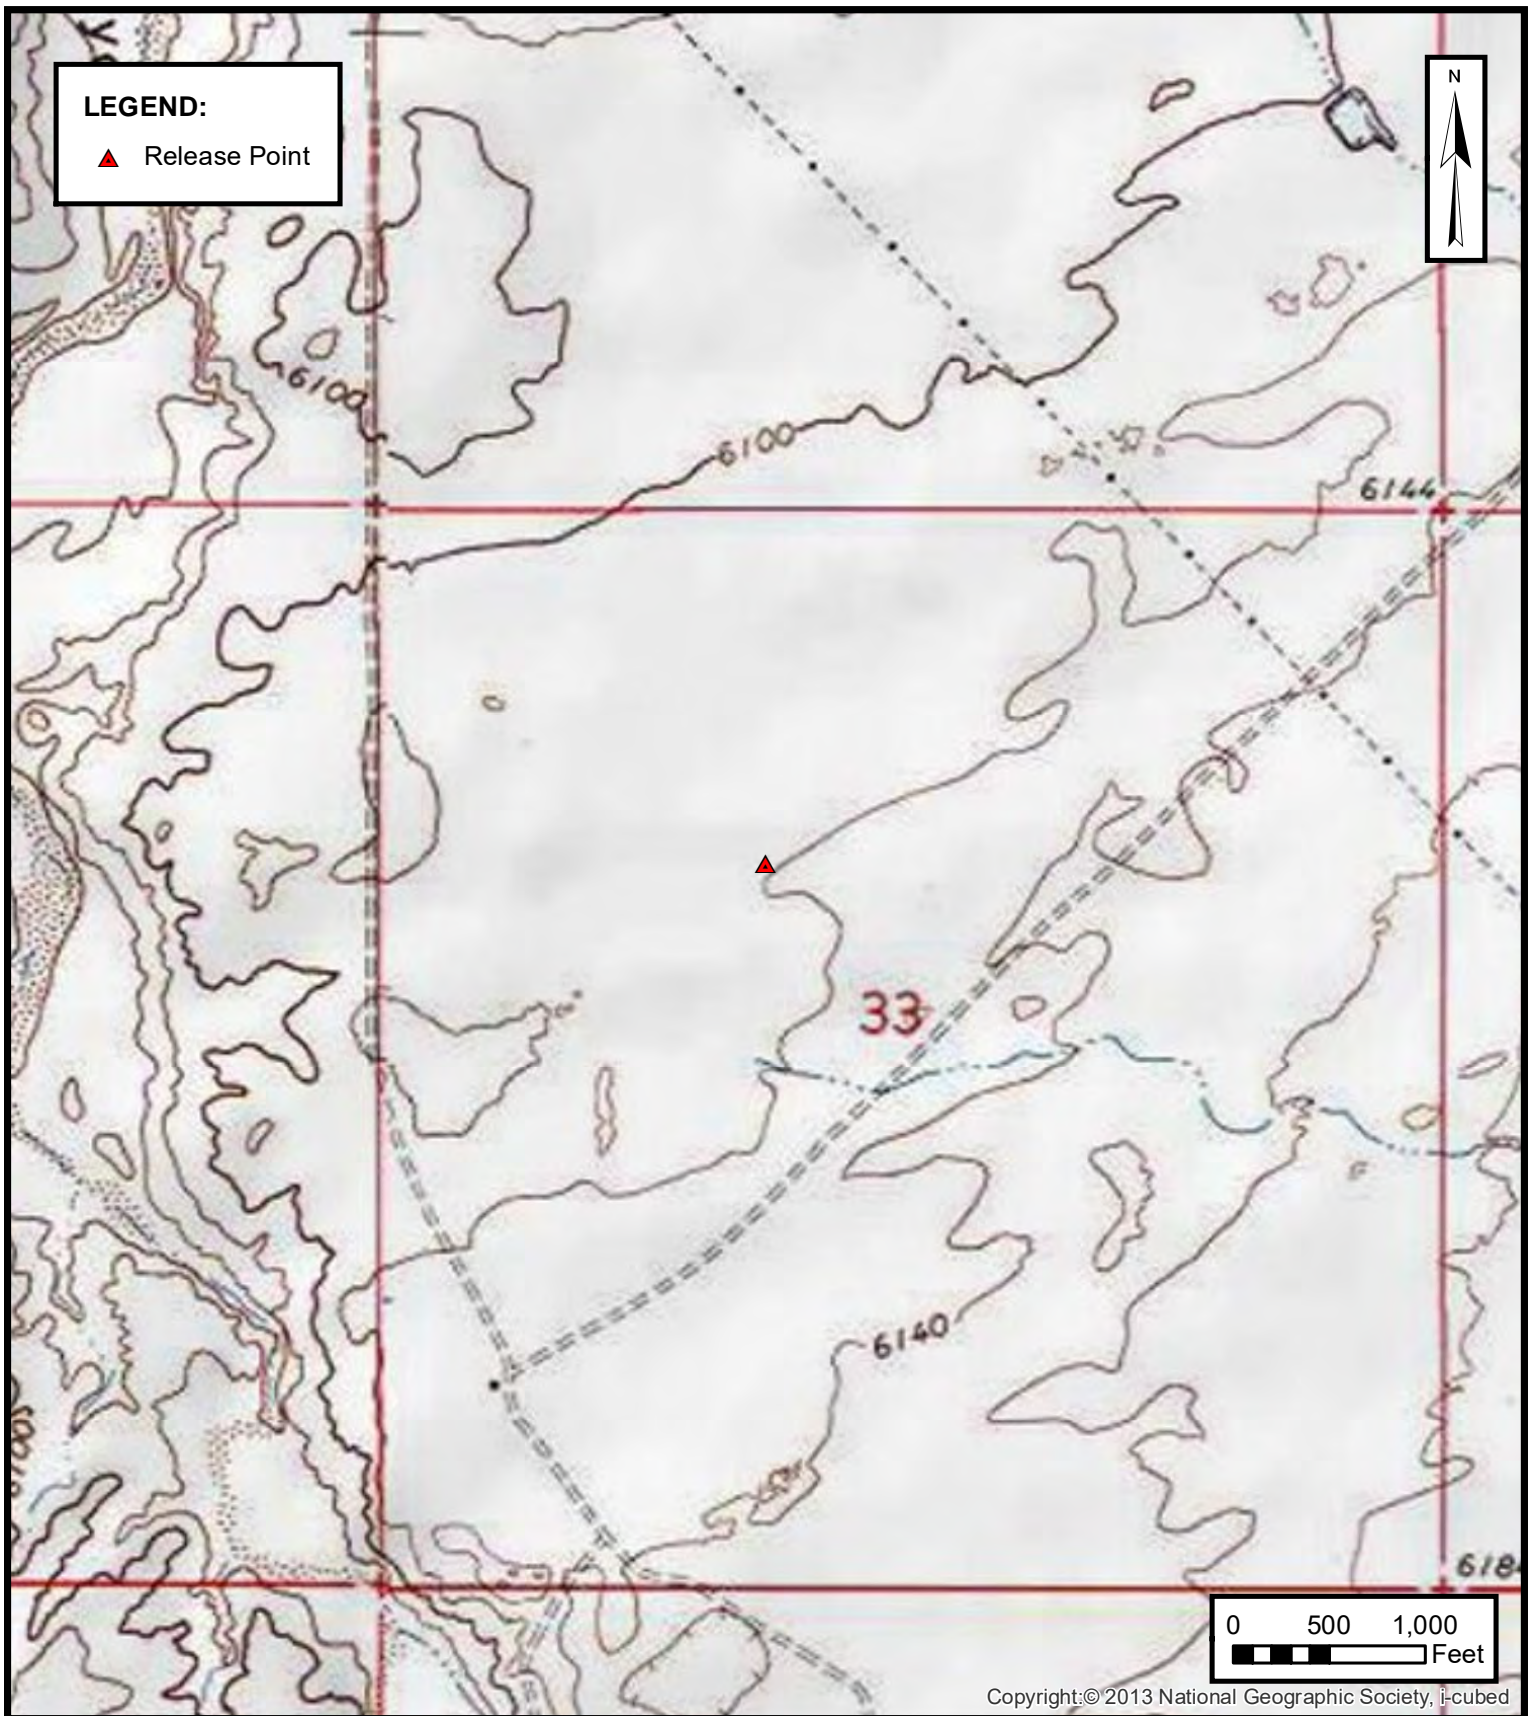 LEGEND:
Release Point
N
6100
6100
6144
33
6140
0 500 1,000
Feet
Copyright:© 2013 National Geographic Society, i-cubed